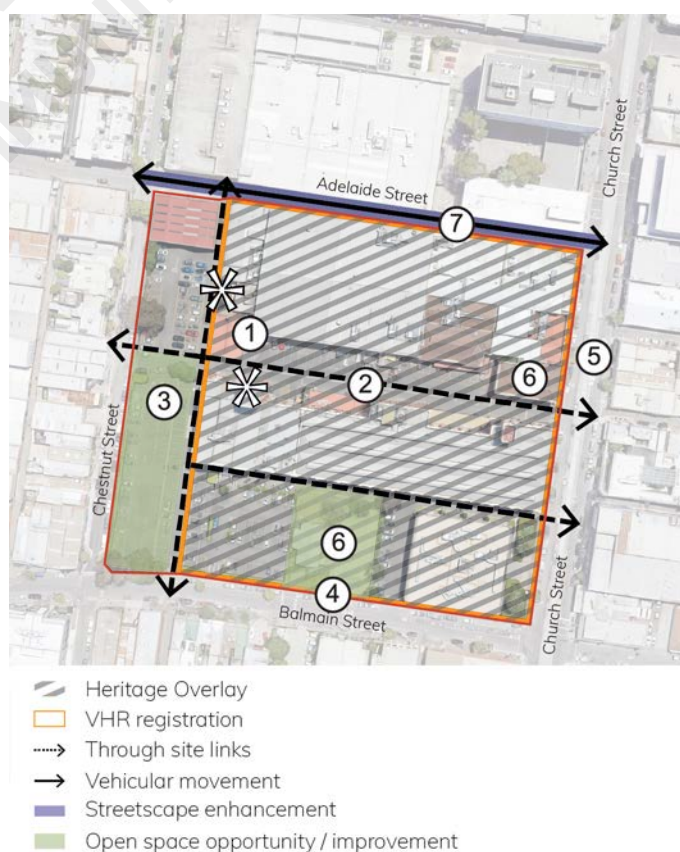 Church Street
Adelaide Street
7
1
5
2
6
3
Chestnut Street
6
4
Balmain Street
Church Street
Heritage Overlay
VHR registration
Through site links
Vehicular movement
Streetscape enhancement
Open space opportunity / improvement